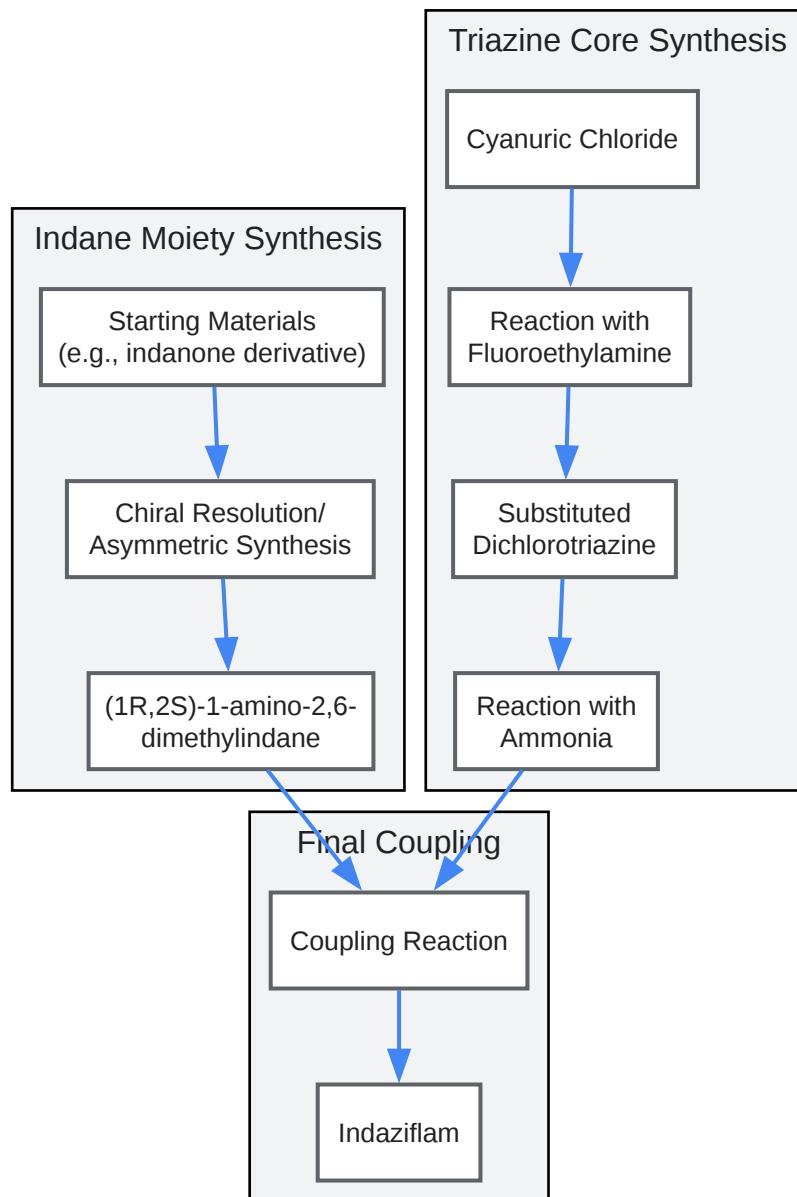 Triazine Core Synthesis
Cyanuric Chloride
Reaction with
Fluoroethylamine
Substituted
Dichlorotriazine
Reaction with
Ammonia
Indane Moiety Synthesis
Starting Materials
(e.g., indanone derivative)
Chiral Resolution/
Asymmetric Synthesis
(1R,2S)-1-amino-2,6-
dimethylindane
Final Coupling
Coupling Reaction
Indaziflam